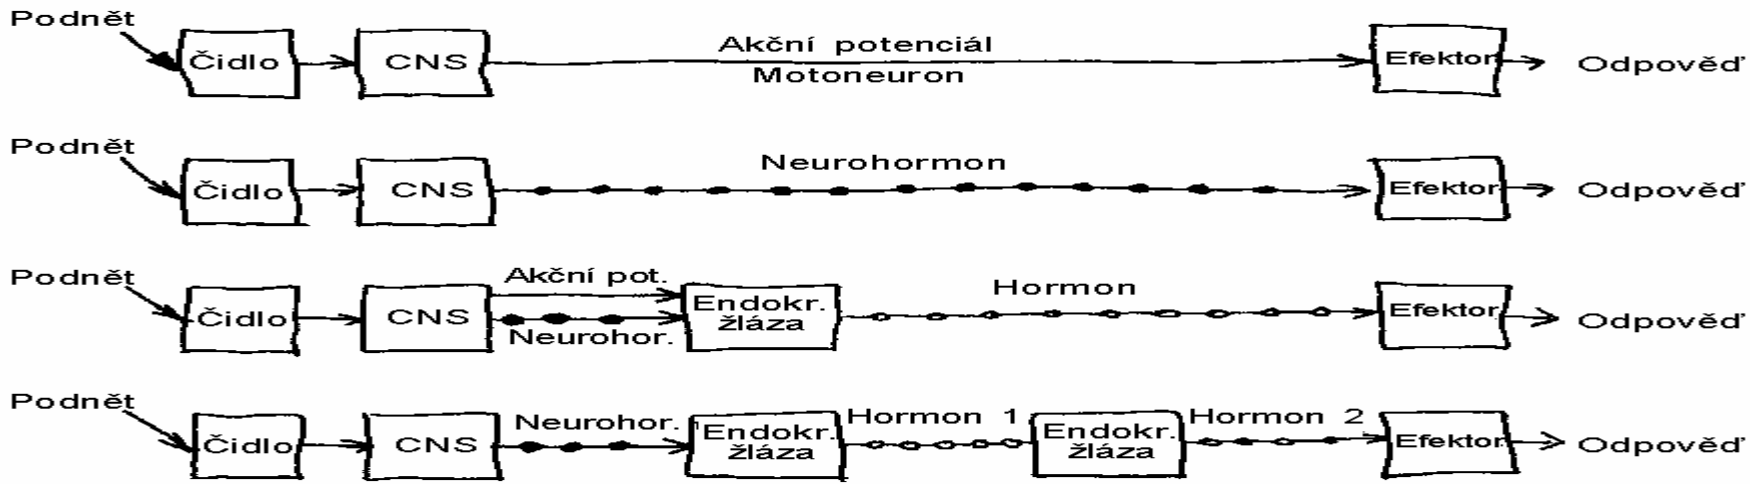 Podnět
Čidlo CNS Akční potenciál Efektor Odpověď
Motoneuron
Podnět
Čidlo CNS Neurohormon Efektor Odpověď
Podnět
Čidlo CNS Akční pot. Endokr. Hormon Efektor Odpověď
Neurohor. žláza
Podnět
Čidlo CNS Neurohor. Endokr. Hormon 1 Endokr. Hormon 2 Efektor Odpověď
žláza žláza